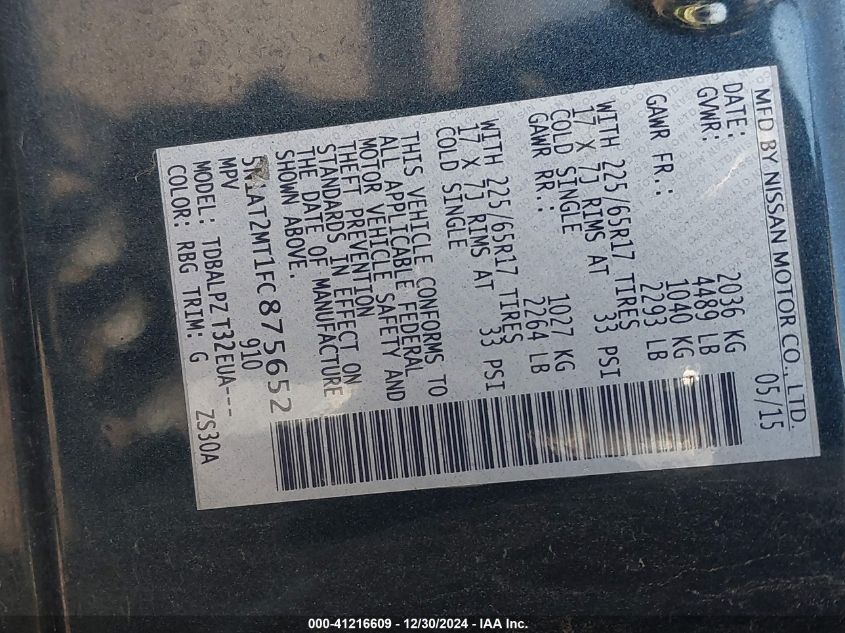 MFD BY NISSAN MOTOR CO., LTD.
DATE: 05/15
GVWR: 2036 KG
4489 LB
GAWR FR.: 1040 KG
2293 LB
WITH 225/65R17 TIRES
17 X 7J RIMS AT 33 PSI
COLD SINGLE
GAWR RR.: 1027 KG
2264 LB
WITH 225/65R17 TIRES
17 X 7J RIMS AT 33 PSI
COLD SINGLE
THIS VEHICLE CONFORMS TO
ALL APPLICABLE FEDERAL
MOTOR VEHICLE SAFETY AND
THEFT PREVENTION
STANDARDS IN EFFECT ON
THE DATE OF MANUFACTURE
SHOWN ABOVE.
5N1AT2MT1FC875652
MPV 910
MODEL: TDBALPZ T32EUA---
COLOR: RBG TRIM: G ZS30A
000-41216609 - 12/30/2024 - IAA Inc.